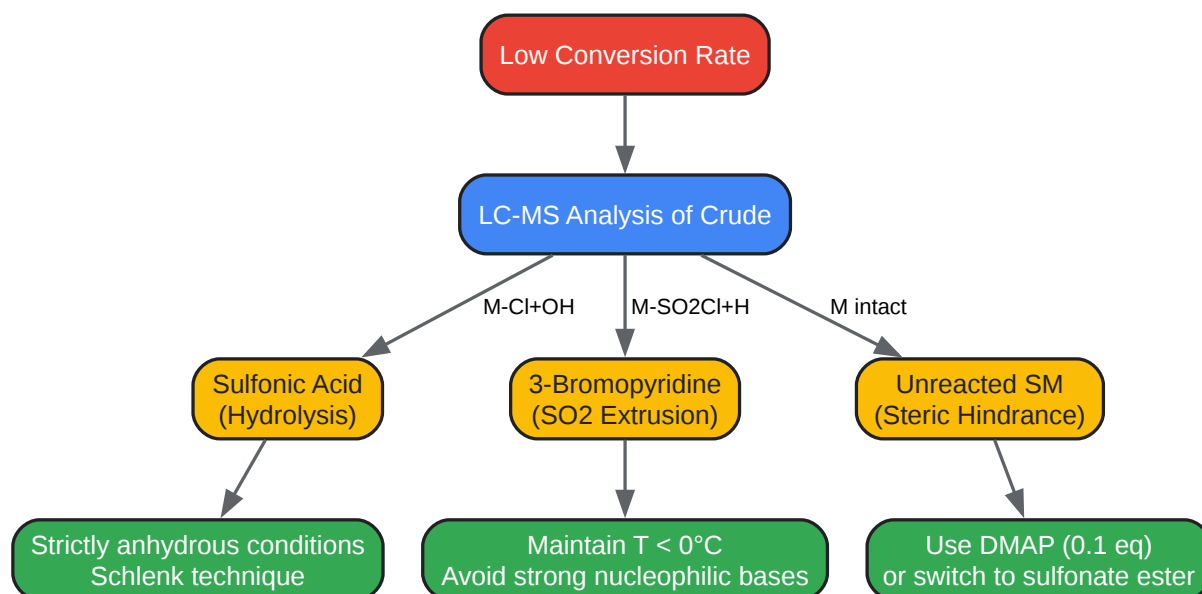 Low Conversion Rate
LC-MS Analysis of Crude
M-Cl+OH
M-SO2Cl+H
M intact
Sulfonic Acid
(Hydrolysis)
3-Bromopyridine
(SO2 Extrusion)
Unreacted SM
(Steric Hindrance)
Strictly anhydrous conditions
Schlenk technique
Maintain T < 0°C
Avoid strong nucleophilic bases
Use DMAP (0.1 eq)
or switch to sulfonate ester